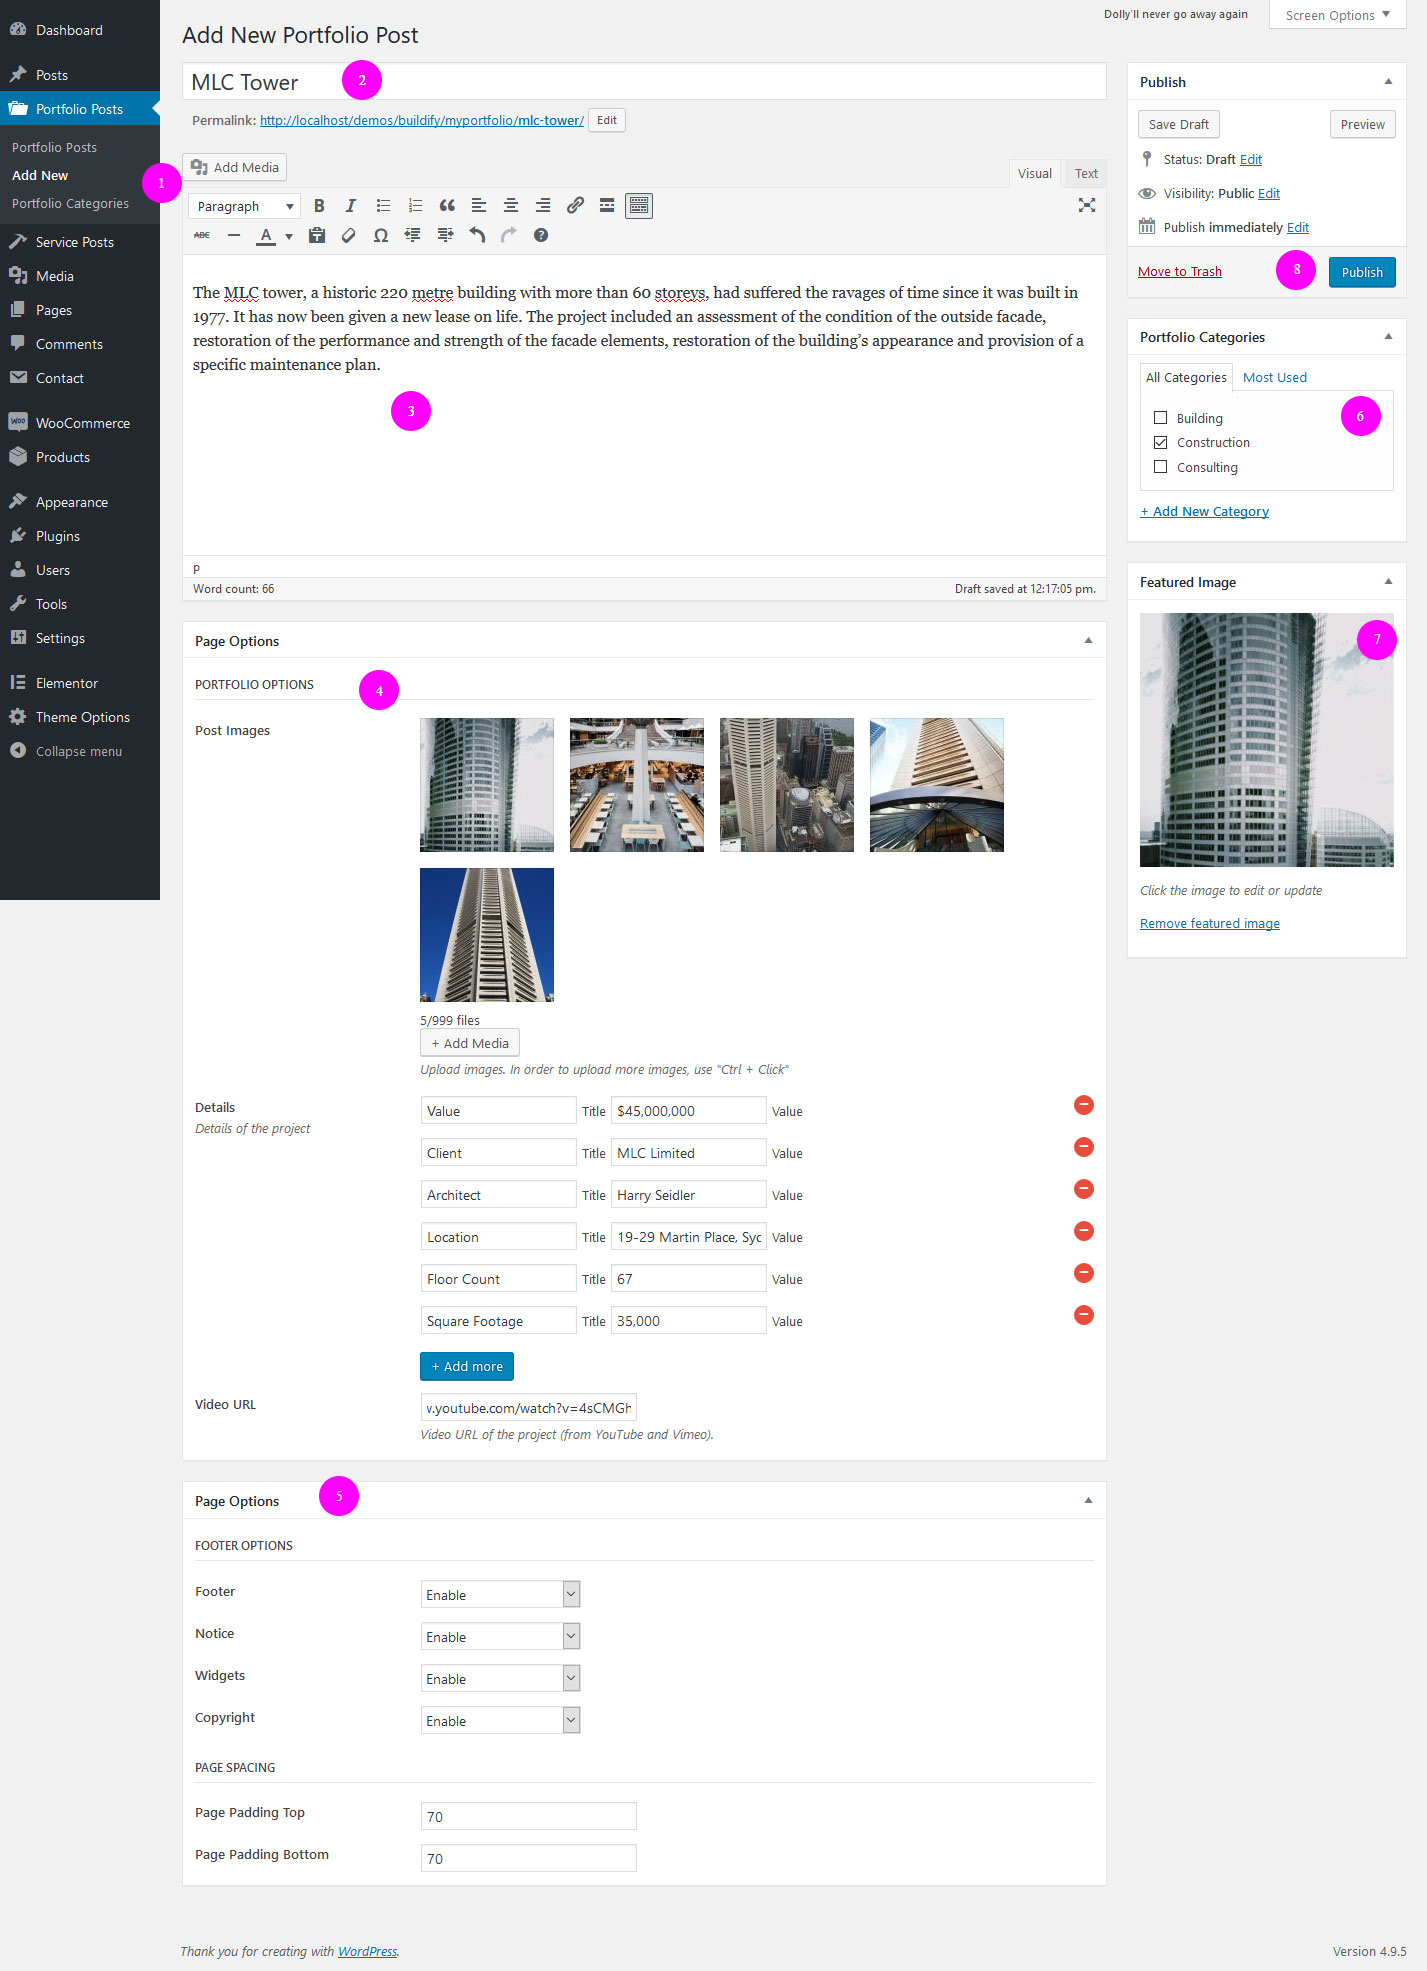 Dashboard
Posts
Portfolio Posts
Portfolio Posts
Add New
1
Portfolio Categories
Service Posts
Media
Pages
Comments
Contact
WOO WooCommerce
Products
Appearance
Plugins
Users
Tools
Settings
Elementor
Theme Options
Collapse menu
Dolly'll never go away again
Screen Options
Add New Portfolio Post
MLC Tower
2
Permalink: http://localhost/demos/buildify/myportfolio/mlc-tower/ Edit
Add Media
Visual Text
Paragraph B I
ABC A Ω ?
The MLC tower, a historic 220 metre building with more than 60 storeys, had suffered the ravages of time since it was built in
1977. It has now been given a new lease on life. The project included an assessment of the condition of the outside facade,
restoration of the performance and strength of the facade elements, restoration of the building’s appearance and provision of a
specific maintenance plan.
3
p
Word count: 66 Draft saved at 12:17:05 pm.
Page Options
PORTFOLIO OPTIONS
4
Post Images
5/999 files
+ Add Media
Upload images. In order to upload more images, use "Ctrl + Click"
Details
Details of the project
Value Title $45,000,000 Value
Client Title MLC Limited Value
Architect Title Harry Seidler Value
Location Title 19-29 Martin Place, Syd Value
Floor Count Title 67 Value
Square Footage Title 35,000 Value
+ Add more
Video URL
v.youtube.com/watch?v=4sCMGh
Video URL of the project (from YouTube and Vimeo).
Page Options
5
FOOTER OPTIONS
Footer Enable
Notice Enable
Widgets Enable
Copyright Enable
PAGE SPACING
Page Padding Top 70
Page Padding Bottom 70
Publish
Save Draft Preview
Status: Draft Edit
Visibility: Public Edit
Publish immediately Edit
Move to Trash 8 Publish
Portfolio Categories
All Categories Most Used
6
Building
Construction
Consulting
+ Add New Category
Featured Image
7
Click the image to edit or update
Remove featured image
Thank you for creating with WordPress.
Version 4.9.5